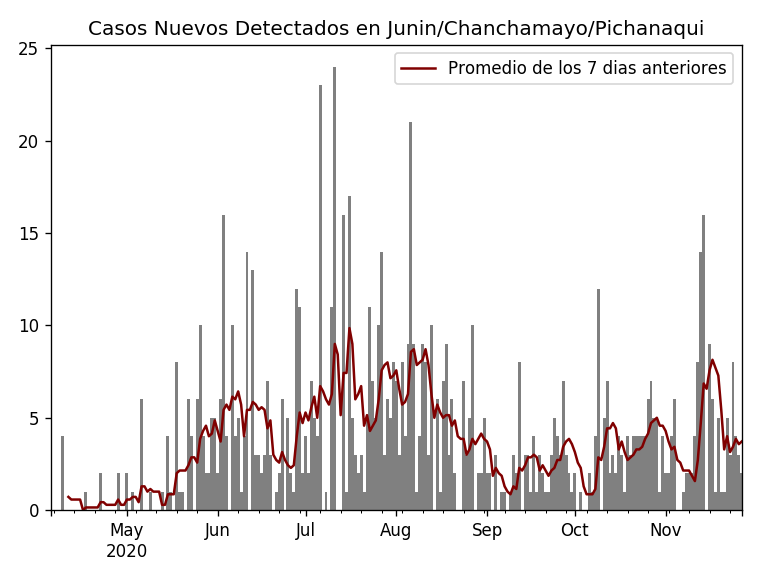 Casos Nuevos Detectados en Junin/Chanchamayo/Pichanaqui
Promedio de los 7 dias anteriores
25
20
15
10
5
0
May Jun Jul Aug Sep Oct Nov
2020